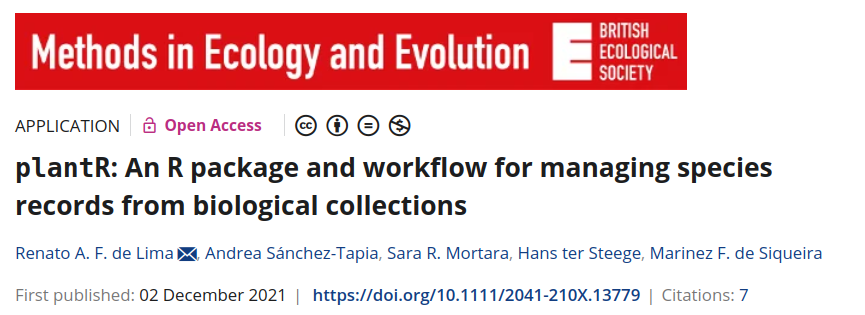 Methods in Ecology and Evolution
BRITISH
ECOLOGICAL
SOCIETY
APPLICATION | Open Access
plantR: An R package and workflow for managing species
records from biological collections
Renato A. F. de Lima, Andrea Sánchez-Tapia, Sara R. Mortara, Hans ter Steege, Marinez F. de Siqueira
First published: 02 December 2021 | https://doi.org/10.1111/2041-210X.13779 | Citations: 7